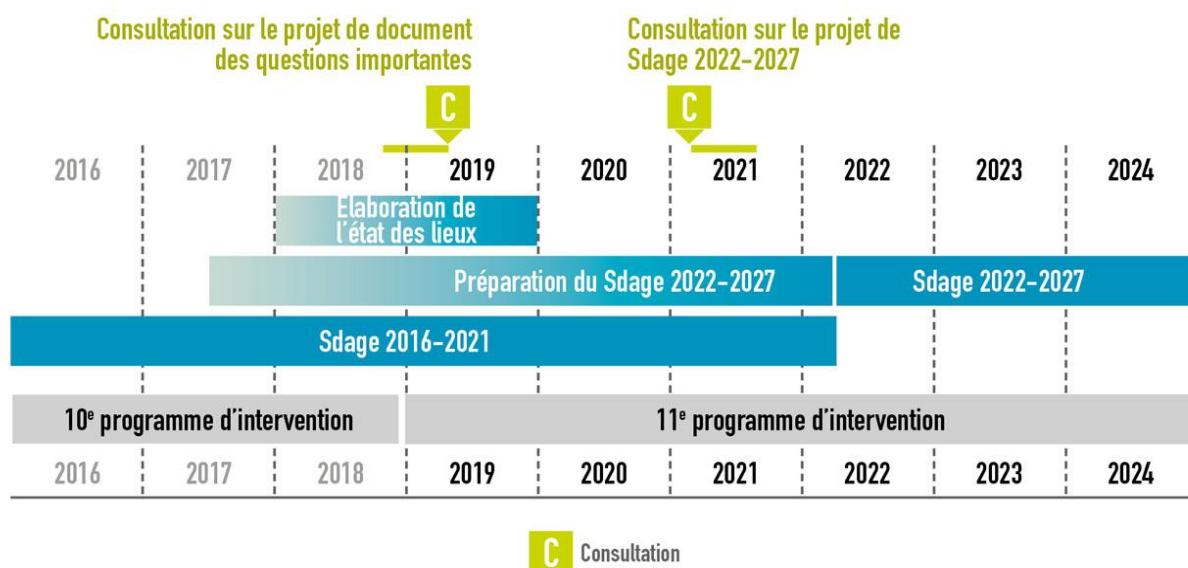 Consultation sur le projet de document
des questions importantes
Consultation sur le projet de
Sdage 2022-2027
C
C
2016 2017 2018 2019 2020 2021 2022 2023 2024
Elaboration de
l'état des lieux
Préparation du Sdage 2022-2027
Sdage 2022-2027
Sdage 2016-2021
10e programme d'intervention
11e programme d'intervention
2016 2017 2018 2019 2020 2021 2022 2023 2024
C Consultation